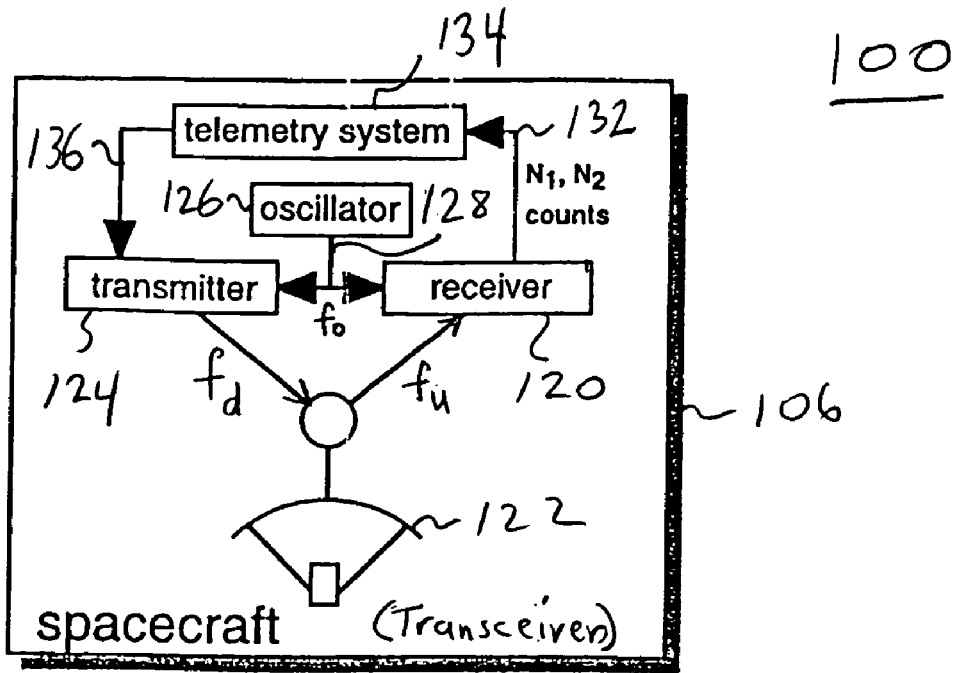 134
100
telemetry system
132
136
N1, N2
counts
126 oscillator 128
transmitter
receiver
fo
124
fd
fu
120
106
122
spacecraft (Transceiver)